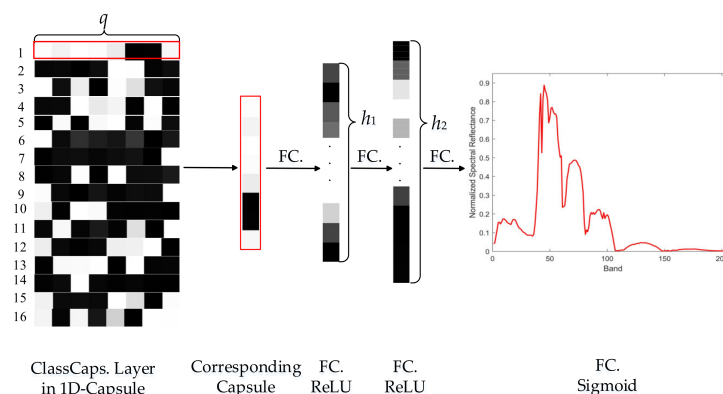 q
1
2
3
4
5
6
7
8
9
10
11
12
13
14
15
16
FC.
h1
FC.
h2
FC.
Normalized Spectral Reflectance
0.9
0.8
0.7
0.6
0.5
0.4
0.3
0.2
0.1
0
0 50 100 150 200
Band
ClassCaps. Layer
in 1D-Capsule
Corresponding
Capsule
FC.
ReLU
FC.
ReLU
FC.
Sigmoid